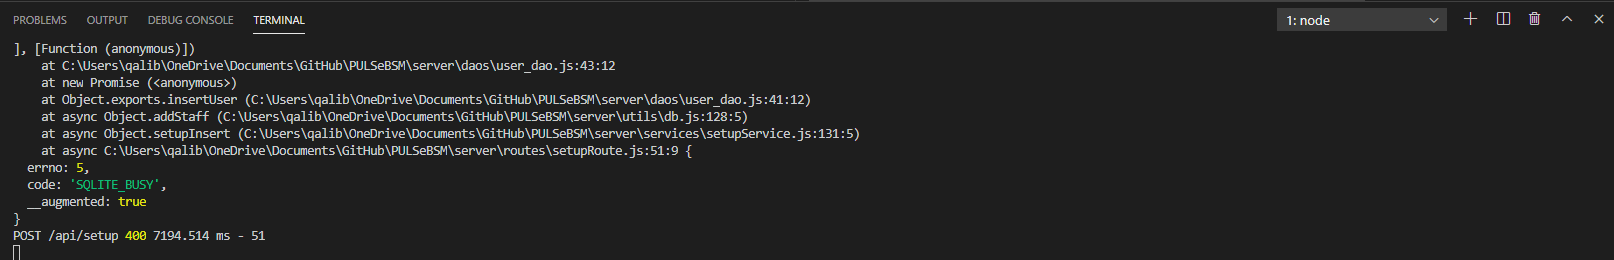 PROBLEMS OUTPUT DEBUG CONSOLE TERMINAL 1: node
], [Function (anonymous)])
    at C:\Users\qalib\OneDrive\Documents\GitHub\PULSeBSM\server\daos\user_dao.js:43:12
    at new Promise (<anonymous>)
    at Object.exports.insertUser (C:\Users\qalib\OneDrive\Documents\GitHub\PULSeBSM\server\daos\user_dao.js:41:12)
    at async Object.addStaff (C:\Users\qalib\OneDrive\Documents\GitHub\PULSeBSM\server\utils\db.js:128:5)
    at async Object.setupInsert (C:\Users\qalib\OneDrive\Documents\GitHub\PULSeBSM\server\services\setupService.js:131:5)
    at async C:\Users\qalib\OneDrive\Documents\GitHub\PULSeBSM\server\routes\setupRoute.js:51:9 {
  errno: 5,
  code: 'SQLITE_BUSY',
  __augmented: true
}
POST /api/setup 400 7194.514 ms - 51